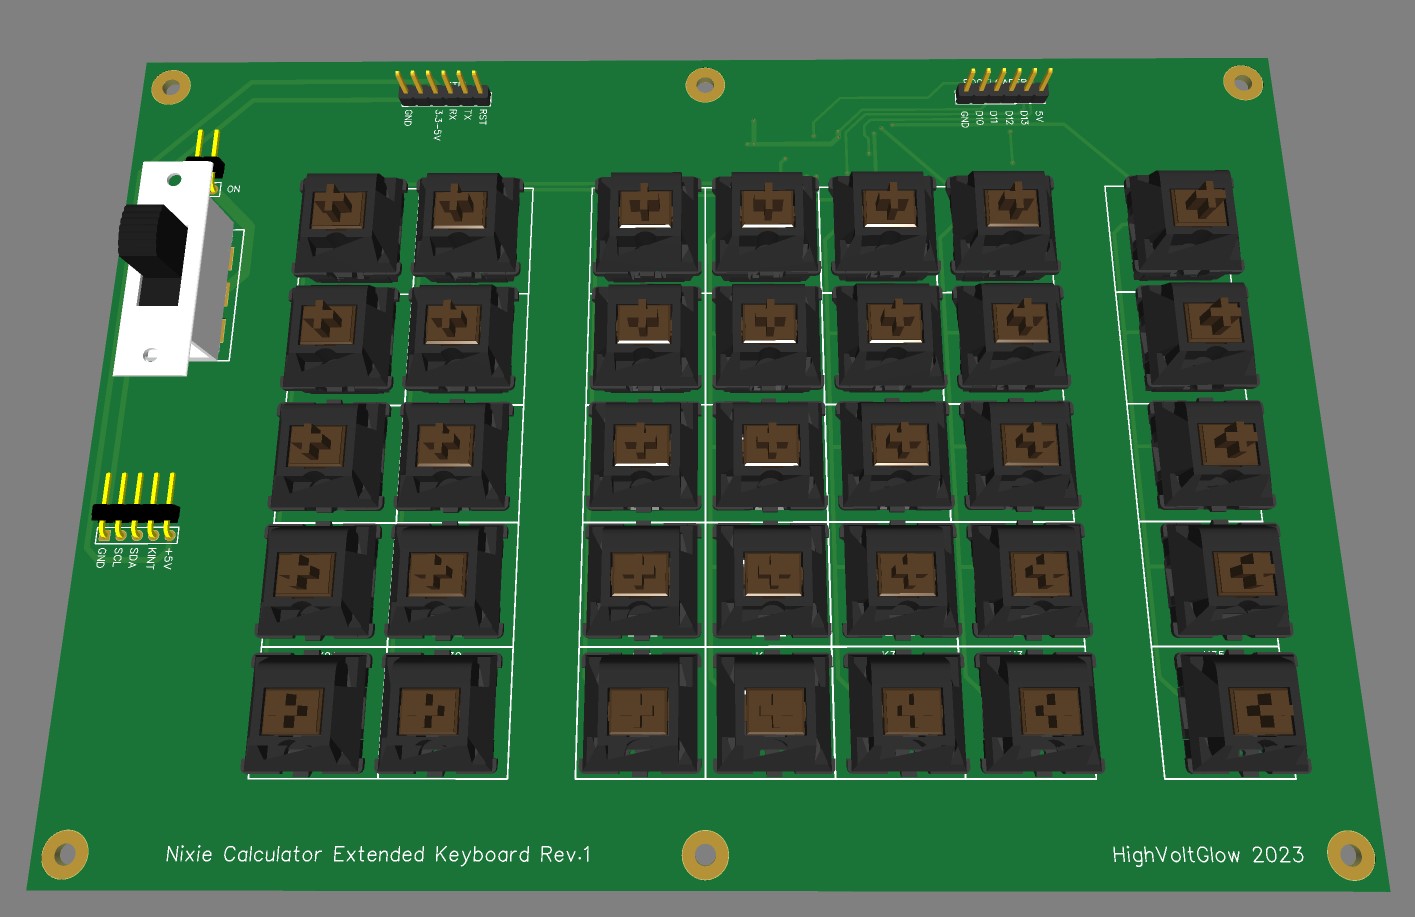 GND
3.3-5V
RX
TX
RST
GND
D10
D11
D12
D13
5V
ON
GND
SCL
SDA
KINT
+5V
Nixie Calculator Extended Keyboard Rev.1
HighVoltGlow 2023